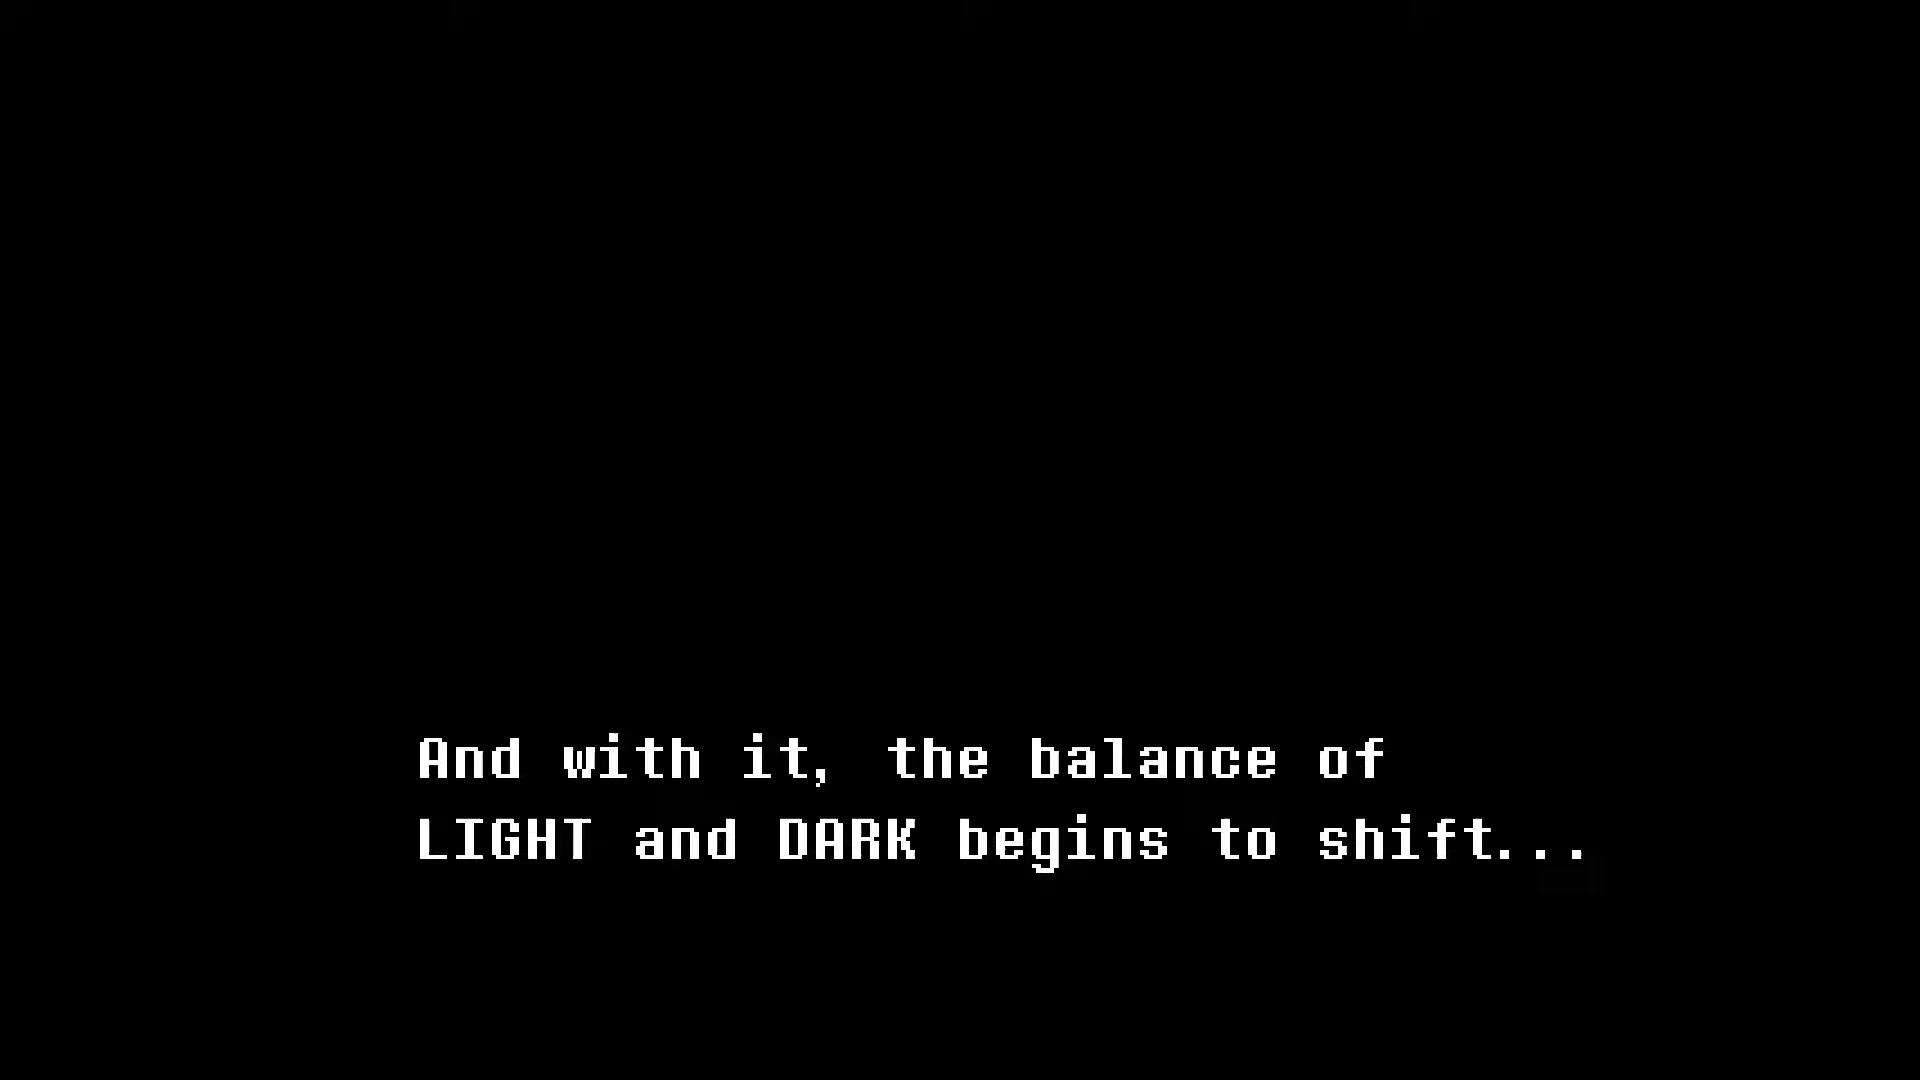 And with it, the balance of
LIGHT and DARK begins to shift...